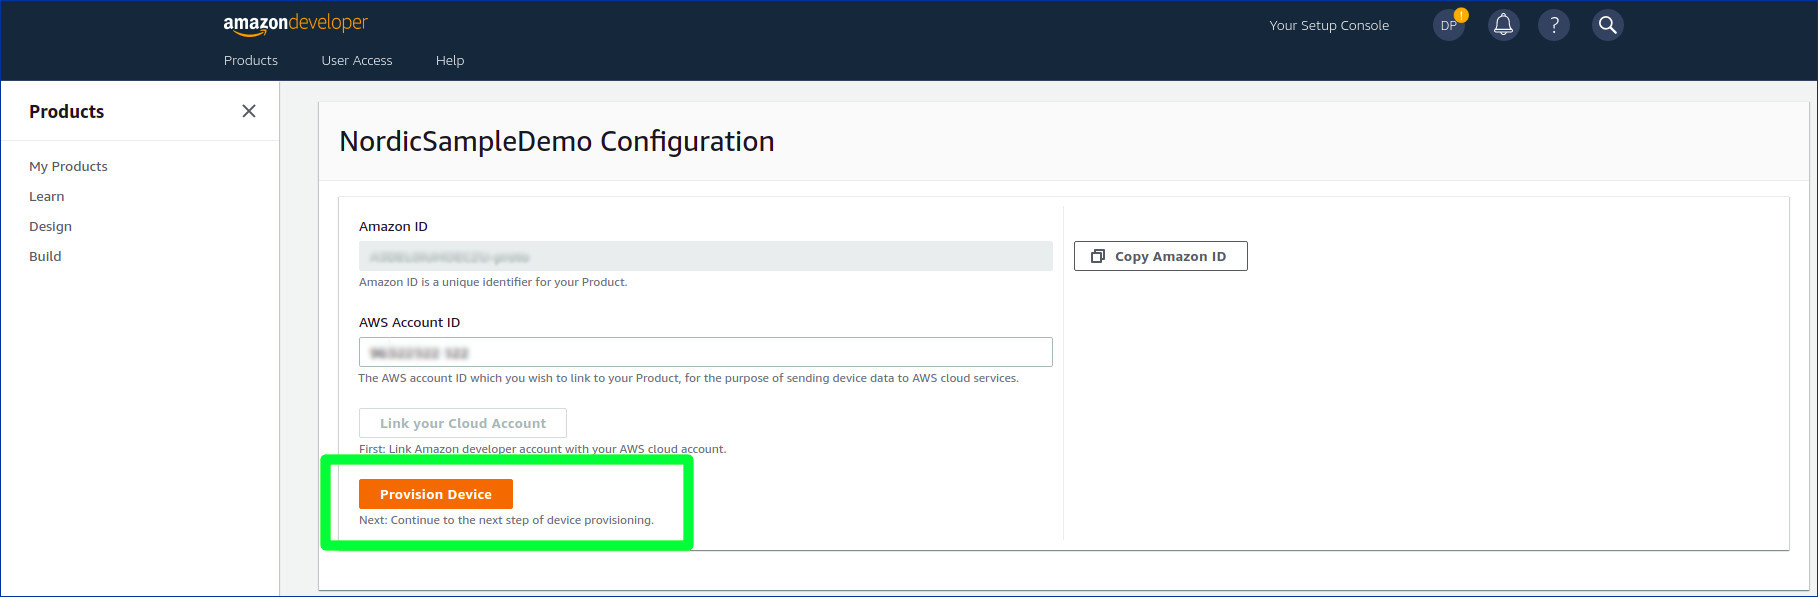 amazondeveloper
Your Setup Console
DP
!
?
Products
User Access
Help
Products
My Products
Learn
Design
Build
NordicSampleDemo Configuration
Amazon ID
Copy Amazon ID
Amazon ID is a unique identifier for your Product.
AWS Account ID
The AWS account ID which you wish to link to your Product, for the purpose of sending device data to AWS cloud services.
Link your Cloud Account
First: Link Amazon developer account with your AWS cloud account.
Provision Device
Next: Continue to the next step of device provisioning.